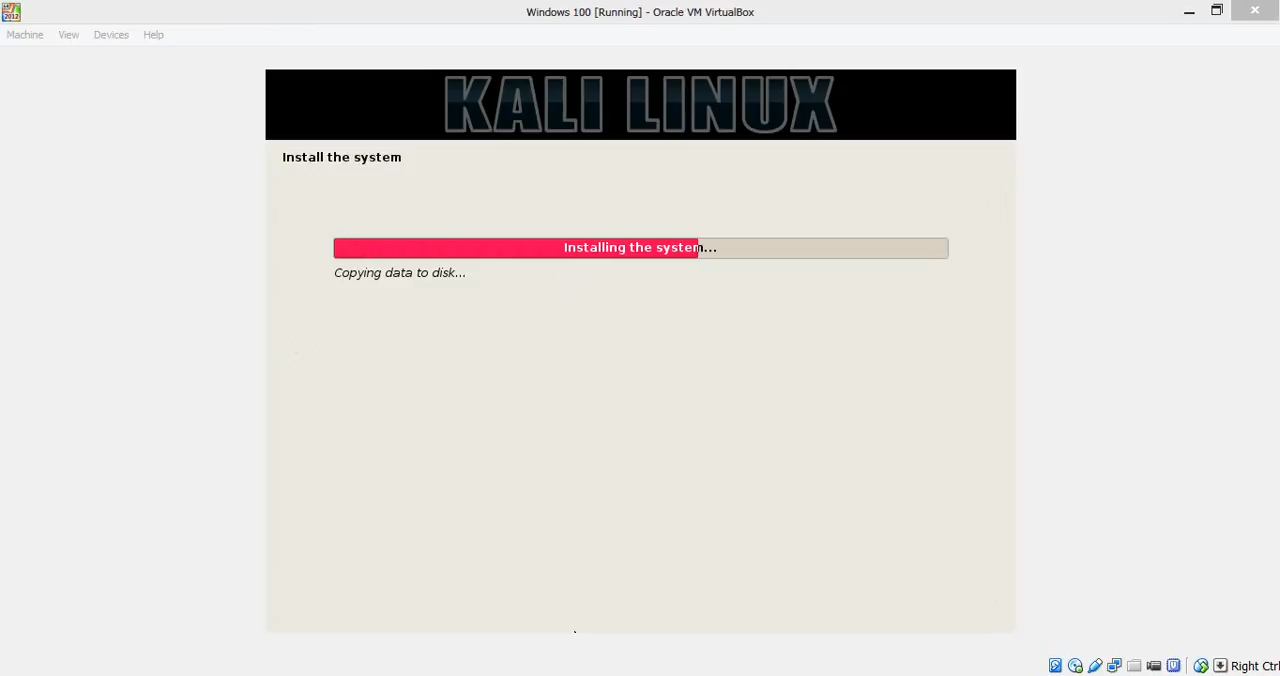 2012
Windows 100 [Running] - Oracle VM VirtualBox
Machine View Devices Help
KALI LINUX
Install the system
Installing the system...
Copying data to disk...
Right Ctrl